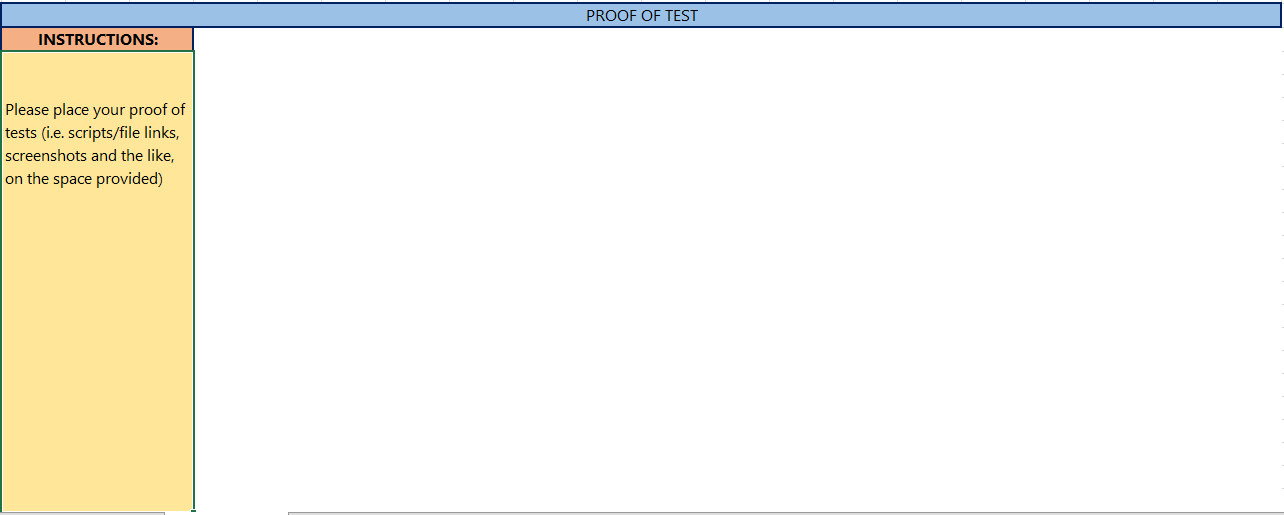 PROOF OF TEST
INSTRUCTIONS:
Please place your proof of
tests (i.e. scripts/file links,
screenshots and the like,
on the space provided)